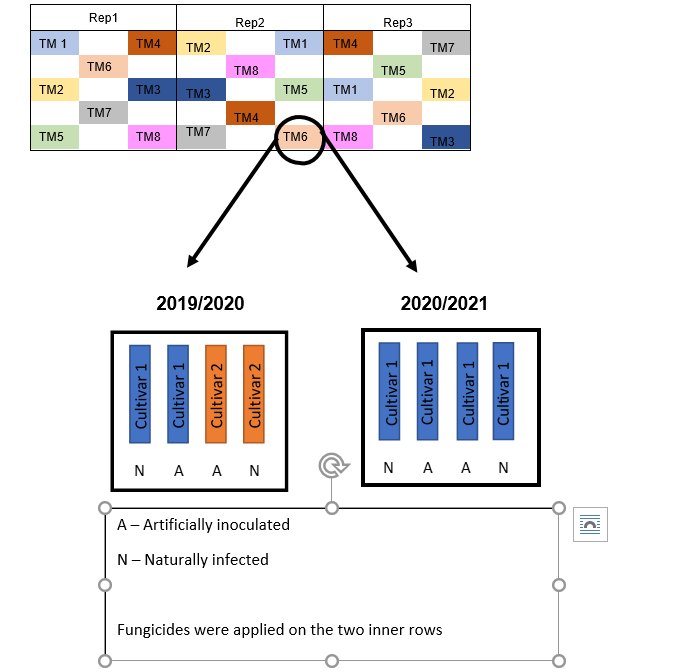 Rep1 Rep2 Rep3
TM 1 TM4 TM2 TM1 TM4 TM7
TM6 TM8 TM5
TM2 TM3 TM3 TM5 TM1 TM2
TM7 TM4 TM6
TM5 TM8 TM7 TM6 TM8 TM3
2019/2020 2020/2021
Cultivar 1 Cultivar 1 Cultivar 2 Cultivar 2 Cultivar 1 Cultivar 1 Cultivar 1 Cultivar 1
N A A N N A A N
A – Artificially inoculated
N – Naturally infected
Fungicides were applied on the two inner rows